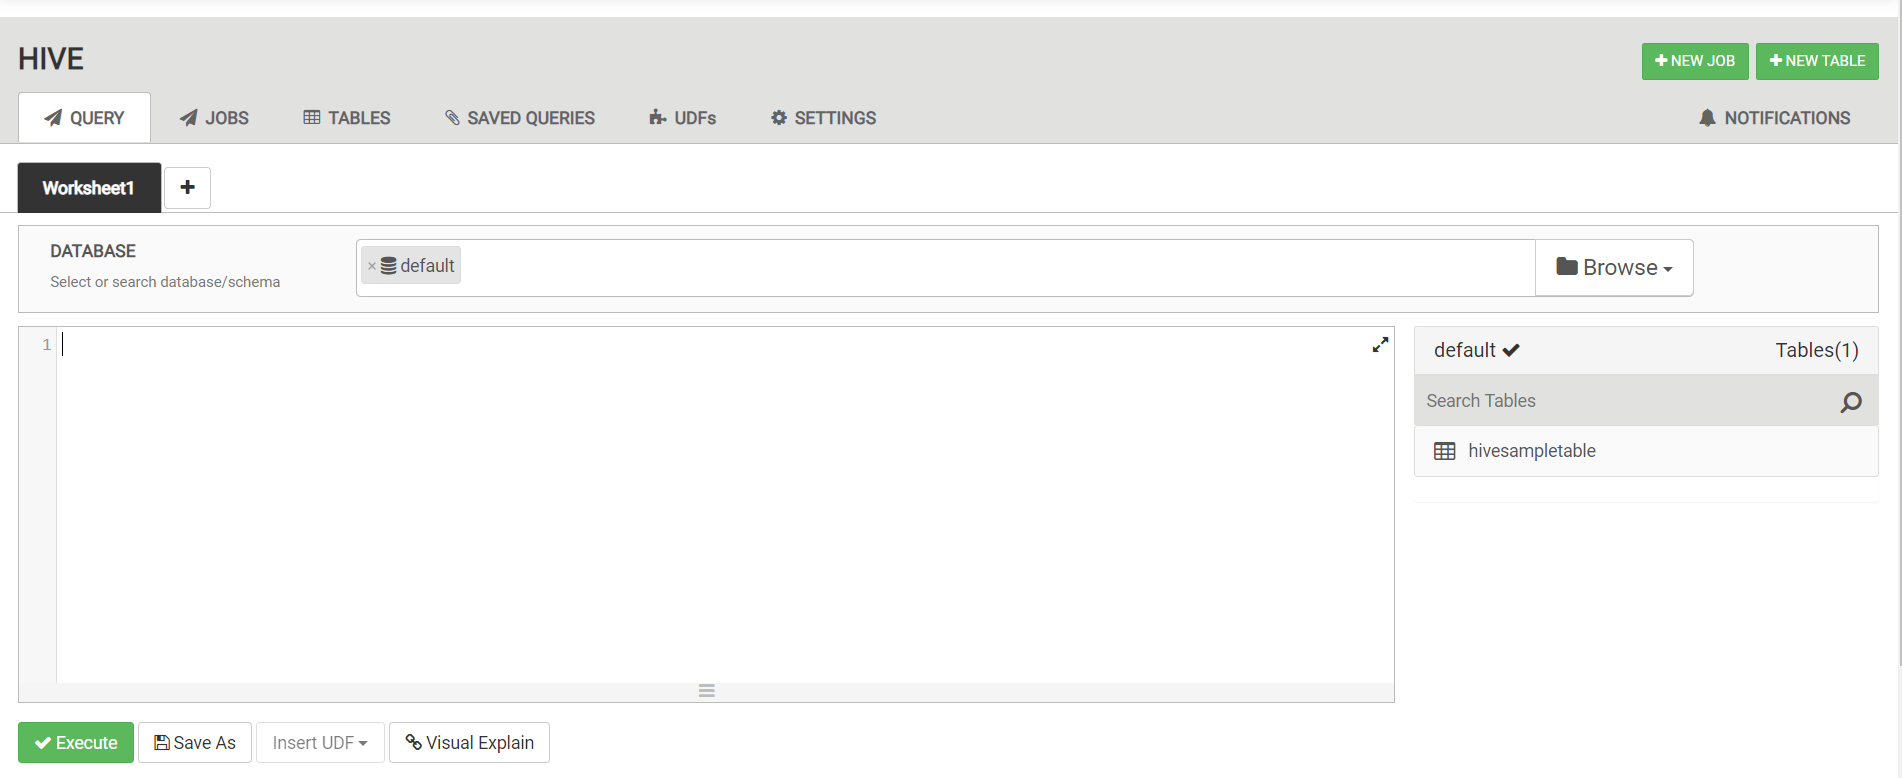 HIVE
NEW JOB
NEW TABLE
QUERY
JOBS
TABLES
SAVED QUERIES
UDFs
SETTINGS
NOTIFICATIONS
Worksheet1
DATABASE
Select or search database/schema
× default
Browse
1
default
Tables(1)
Search Tables
hivesampletable
Execute
Save As
Insert UDF
Visual Explain